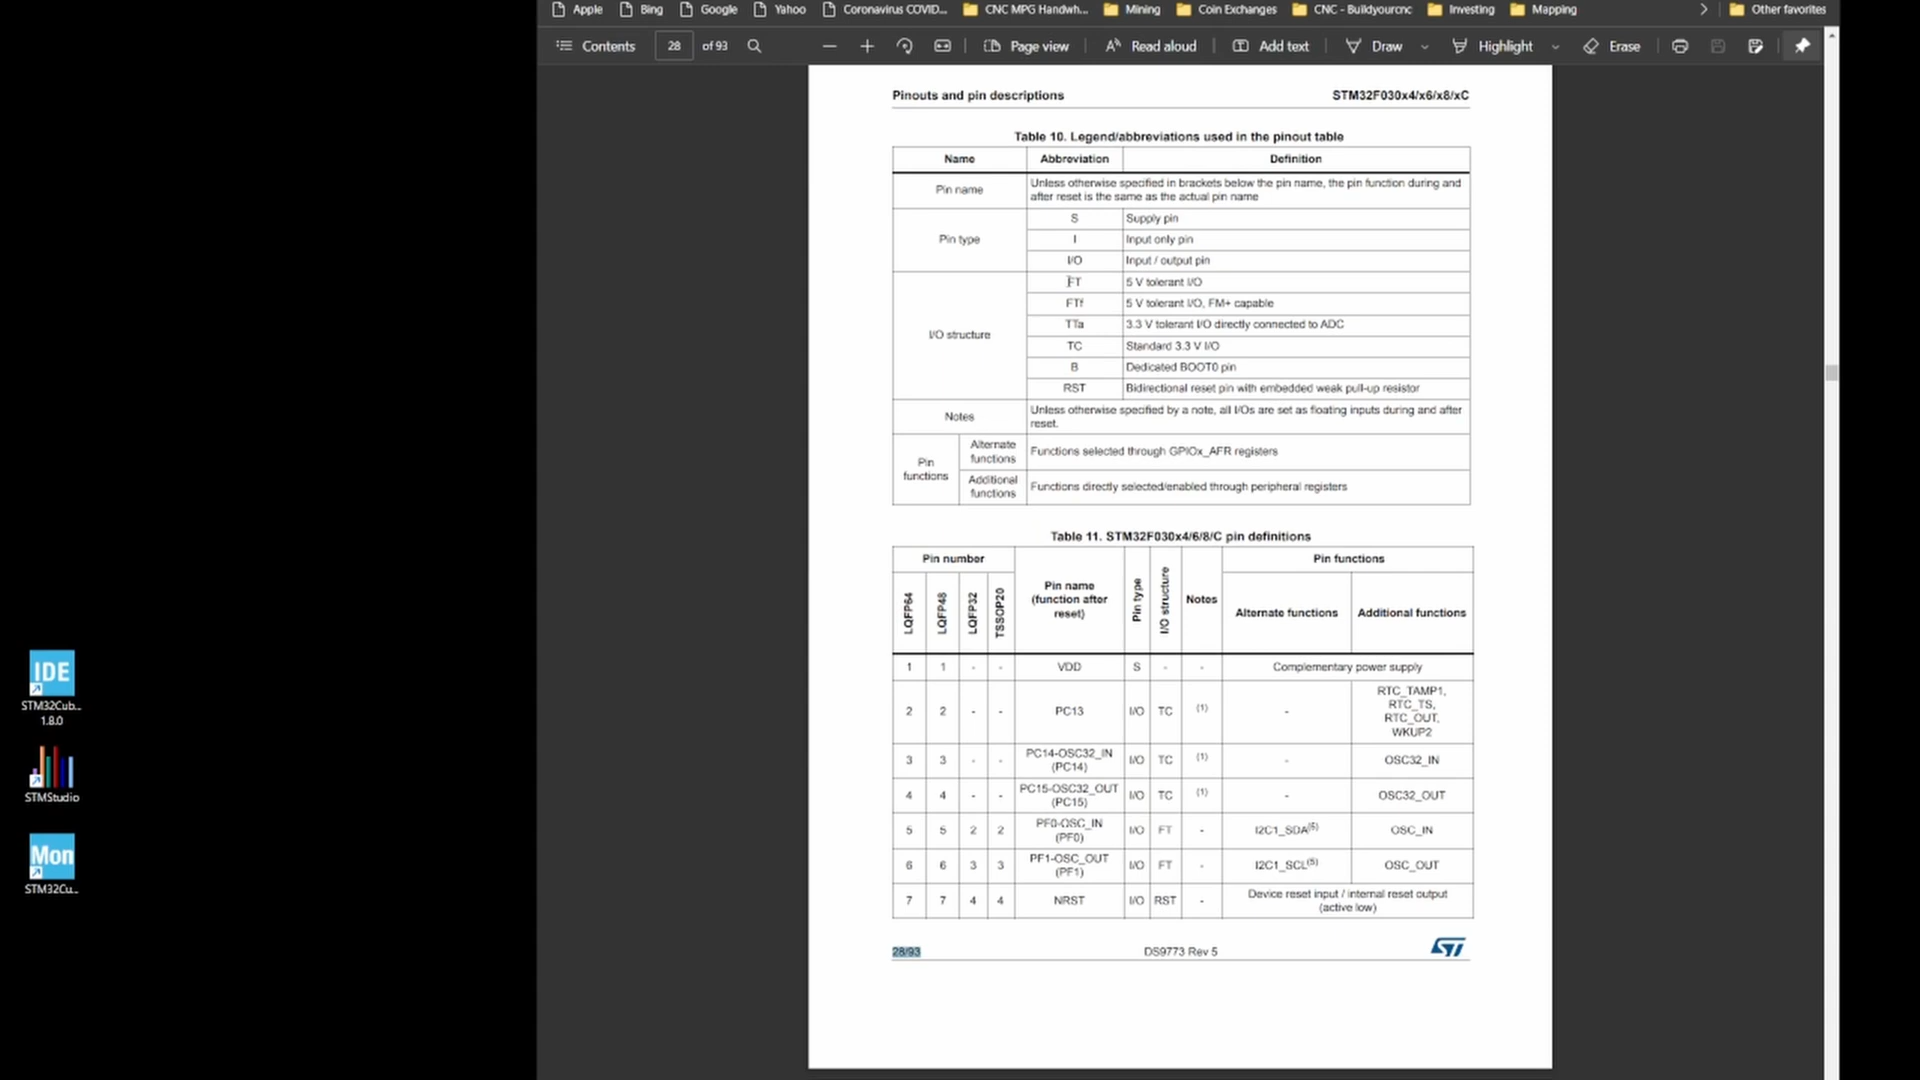 Apple Bing Google Yahoo Coronavirus COVID... CNC MPG Handwh... Mining Coin Exchanges CNC - Buildyourcnc Investing Mapping Other favorites
Contents 28 of 93 Page view Read aloud Add text Draw Highlight Erase
Pinouts and pin descriptions STM32F030x4/x6/x8/xC
Table 10. Legend/abbreviations used in the pinout table
Name Abbreviation Definition
Pin name
Unless otherwise specified in brackets below the pin name, the pin function during and
after reset is the same as the actual pin name
Pin type
S Supply pin
I Input only pin
I/O Input / output pin
I/O structure
FT 5 V tolerant I/O
FTf 5 V tolerant I/O, FM+ capable
TTa 3.3 V tolerant I/O directly connected to ADC
TC Standard 3.3 V I/O
B Dedicated BOOT0 pin
RST Bidirectional reset pin with embedded weak pull-up resistor
Notes
Unless otherwise specified by a note, all I/Os are set as floating inputs during and after
reset.
Pin
functions
Alternate
functions
Functions selected through GPIOx_AFR registers
Additional
functions
Functions directly selected/enabled through peripheral registers
Table 11. STM32F030x4/6/8/C pin definitions
Pin number
LQFP64
LQFP48
LQFP32
TSSOP20
Pin name
(function after
reset)
Pin type
I/O structure
Notes
Pin functions
Alternate functions Additional functions
1 1 - - VDD S - - Complementary power supply
2 2 - - PC13 I/O TC (1) -
RTC_TAMP1,
RTC_TS,
RTC_OUT,
WKUP2
3 3 - - PC14-OSC32_IN
(PC14)
I/O TC (1) - OSC32_IN
4 4 - - PC15-OSC32_OUT
(PC15)
I/O TC (1) - OSC32_OUT
5 5 2 2 PF0-OSC_IN
(PF0)
I/O FT - I2C1_SDA(5) OSC_IN
6 6 3 3 PF1-OSC_OUT
(PF1)
I/O FT - I2C1_SCL(5) OSC_OUT
7 7 4 4 NRST I/O RST -
Device reset input / internal reset output
(active low)
28/93 DS9773 Rev 5 ST
IDE
STM32Cub...
1.8.0
STMStudio
Mon
STM32Cu...